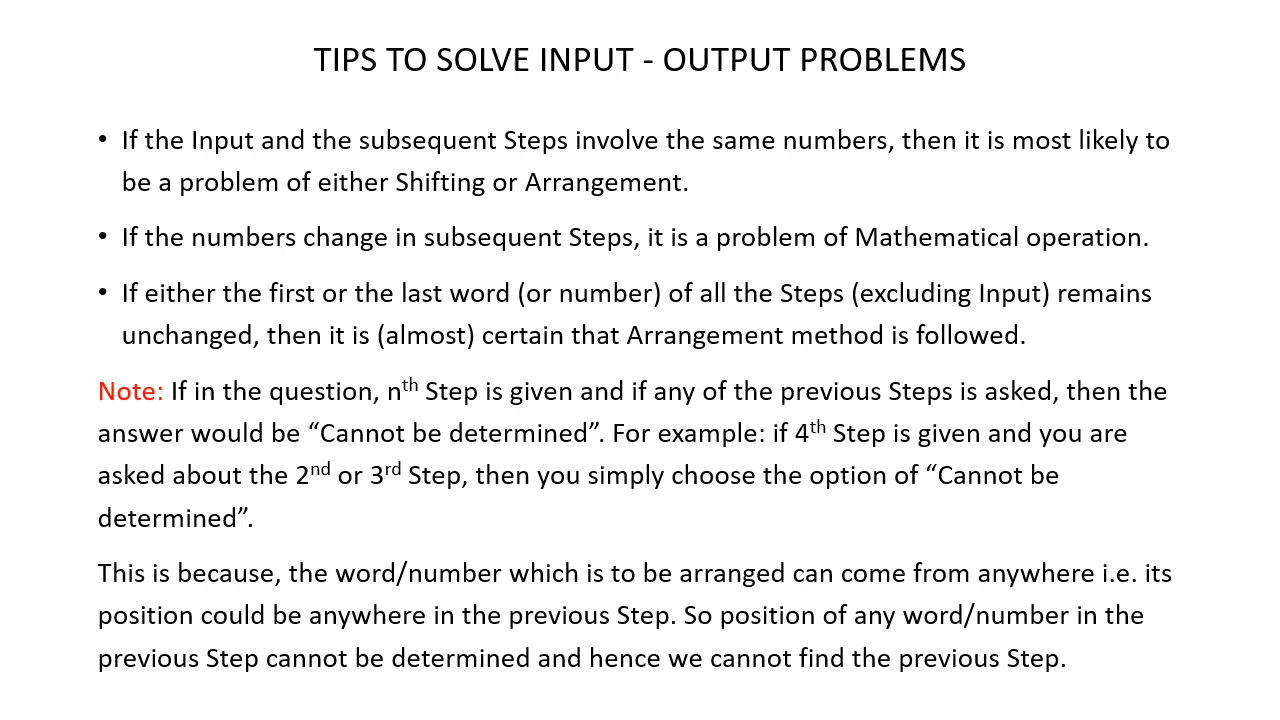 TIPS TO SOLVE INPUT - OUTPUT PROBLEMS
• If the Input and the subsequent Steps involve the same numbers, then it is most likely to
be a problem of either Shifting or Arrangement.
• If the numbers change in subsequent Steps, it is a problem of Mathematical operation.
• If either the first or the last word (or number) of all the Steps (excluding Input) remains
unchanged, then it is (almost) certain that Arrangement method is followed.
Note: If in the question, nth Step is given and if any of the previous Steps is asked, then the
answer would be “Cannot be determined”. For example: if 4th Step is given and you are
asked about the 2nd or 3rd Step, then you simply choose the option of “Cannot be
determined”.
This is because, the word/number which is to be arranged can come from anywhere i.e. its
position could be anywhere in the previous Step. So position of any word/number in the
previous Step cannot be determined and hence we cannot find the previous Step.